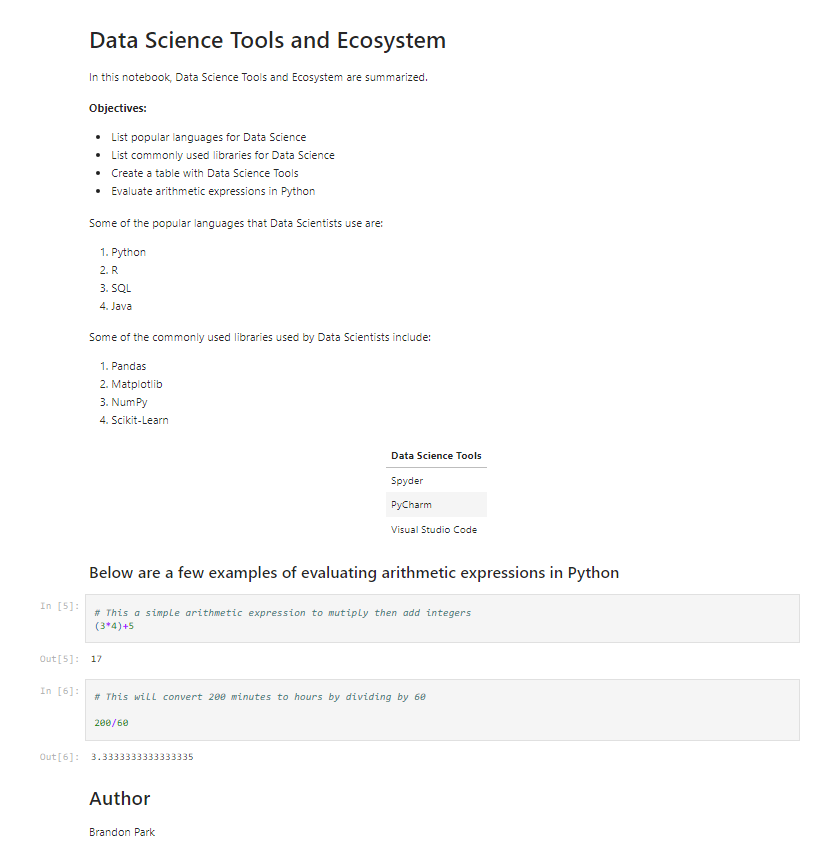 Data Science Tools and Ecosystem
In this notebook, Data Science Tools and Ecosystem are summarized.
Objectives:
• List popular languages for Data Science
• List commonly used libraries for Data Science
• Create a table with Data Science Tools
• Evaluate arithmetic expressions in Python
Some of the popular languages that Data Scientists use are:
1. Python
2. R
3. SQL
4. Java
Some of the commonly used libraries used by Data Scientists include:
1. Pandas
2. Matplotlib
3. NumPy
4. Scikit-Learn
Data Science Tools
Spyder
PyCharm
Visual Studio Code
Below are a few examples of evaluating arithmetic expressions in Python
In [5]: # This a simple arithmetic expression to mutiply then add integers
(3*4)+5
Out[5]: 17
In [6]: # This will convert 200 minutes to hours by dividing by 60
200/60
Out[6]: 3.3333333333333335
Author
Brandon Park